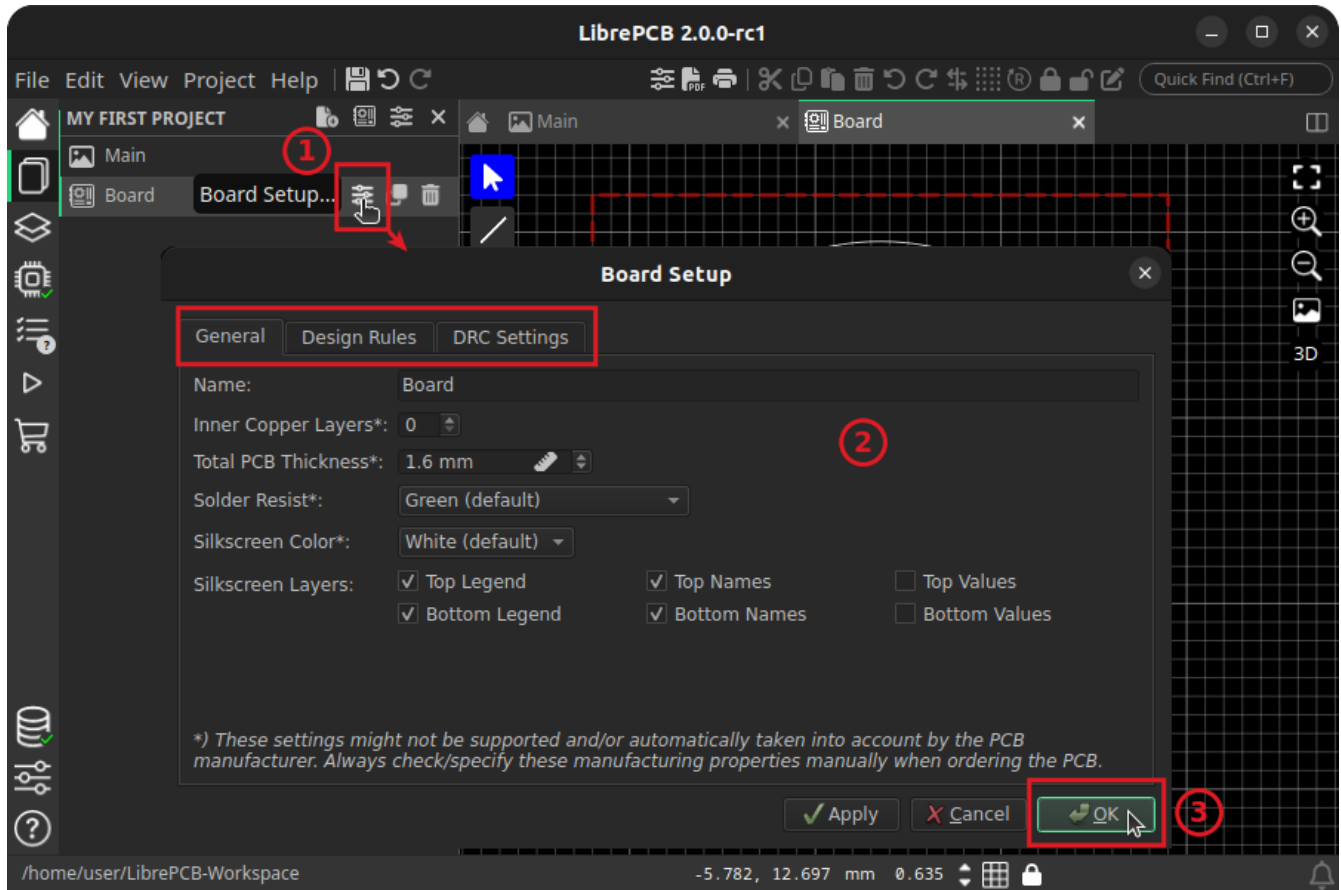 LibrePCB 2.0.0-rc1
File Edit View Project Help
PDF
R
Quick Find (Ctrl+F)
MY FIRST PROJECT
Main
Board
Main
1
Board
Board Setup...
3D
Board Setup
General
Design Rules
DRC Settings
Name:
Board
Inner Copper Layers*:
0
2
Total PCB Thickness*:
1.6 mm
Solder Resist*:
Green (default)
Silkscreen Color*:
White (default)
Silkscreen Layers:
Top Legend
Top Names
Top Values
Bottom Legend
Bottom Names
Bottom Values
*) These settings might not be supported and/or automatically taken into account by the PCB
manufacturer. Always check/specify these manufacturing properties manually when ordering the PCB.
Apply
Cancel
OK
3
?
?
/home/user/LibrePCB-Workspace
-5.782, 12.697 mm 0.635